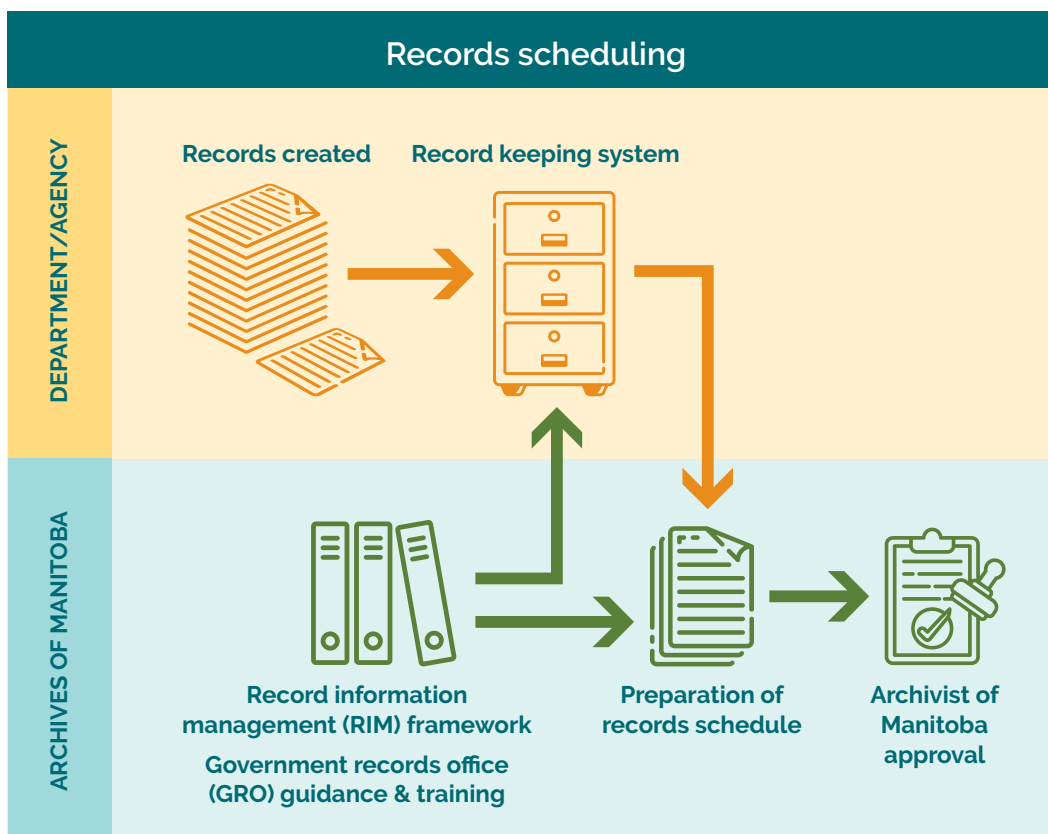 Records scheduling
DEPARTMENT/AGENCY
Records created
Record keeping system
ARCHIVES OF MANITOBA
Record information
management (RIM) framework
Government records office
(GRO) guidance & training
Preparation of
records schedule
Archivist of
Manitoba
approval